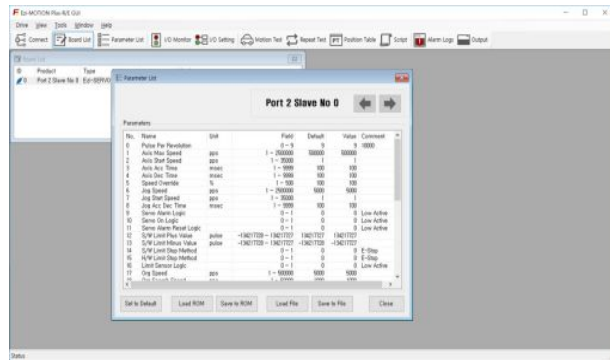 Ezi-MOTION Plus-R/E GUI
Drive View Tools Window Help
Connect Board List Parameter List I/O Monitor I/O Setting Motion Test Repeat Test PT Position Table Script Alarm Logs Output
Board List
ID Product Type
0 Port 2 Slave No 0 Ezi-SERVO
Parameter List
Port 2 Slave No 0
Parameters
No. Name Unit Field Default Value Comment
0 Pulse Per Revolution 0 ~ 9 9 9 10000
1 Axis Max Speed pps 1 ~ 2500000 500000 500000
2 Axis Start Speed pps 1 ~ 35000 1 1
3 Axis Acc Time msec 1 ~ 9999 100 100
4 Axis Dec Time msec 1 ~ 9999 100 100
5 Speed Override % 1 ~ 500 100 100
6 Jog Speed pps 1 ~ 2500000 5000 5000
7 Jog Start Speed pps 1 ~ 35000 1 1
8 Jog Acc Dec Time msec 1 ~ 9999 100 100
9 Servo Alarm Logic 0 ~ 1 0 0 Low Active
10 Servo On Logic 0 ~ 1 0 0 Low Active
11 Servo Alarm Reset Logic 0 ~ 1 0 0 Low Active
12 S/W Limit Plus Value pulse -134217728 ~ 134217727 134217727 134217727
13 S/W Limit Minus Value pulse -134217728 ~ 134217727 -134217728 -134217728
14 S/W Limit Stop Method 0 ~ 1 0 0 E-Stop
15 H/W Limit Stop Method 0 ~ 1 0 0 E-Stop
16 Limit Sensor Logic 0 ~ 1 0 0 Low Active
17 Org Speed pps 1 ~ 500000 5000 5000
Set to Default Load ROM Save to ROM Load File Save to File Close
Status